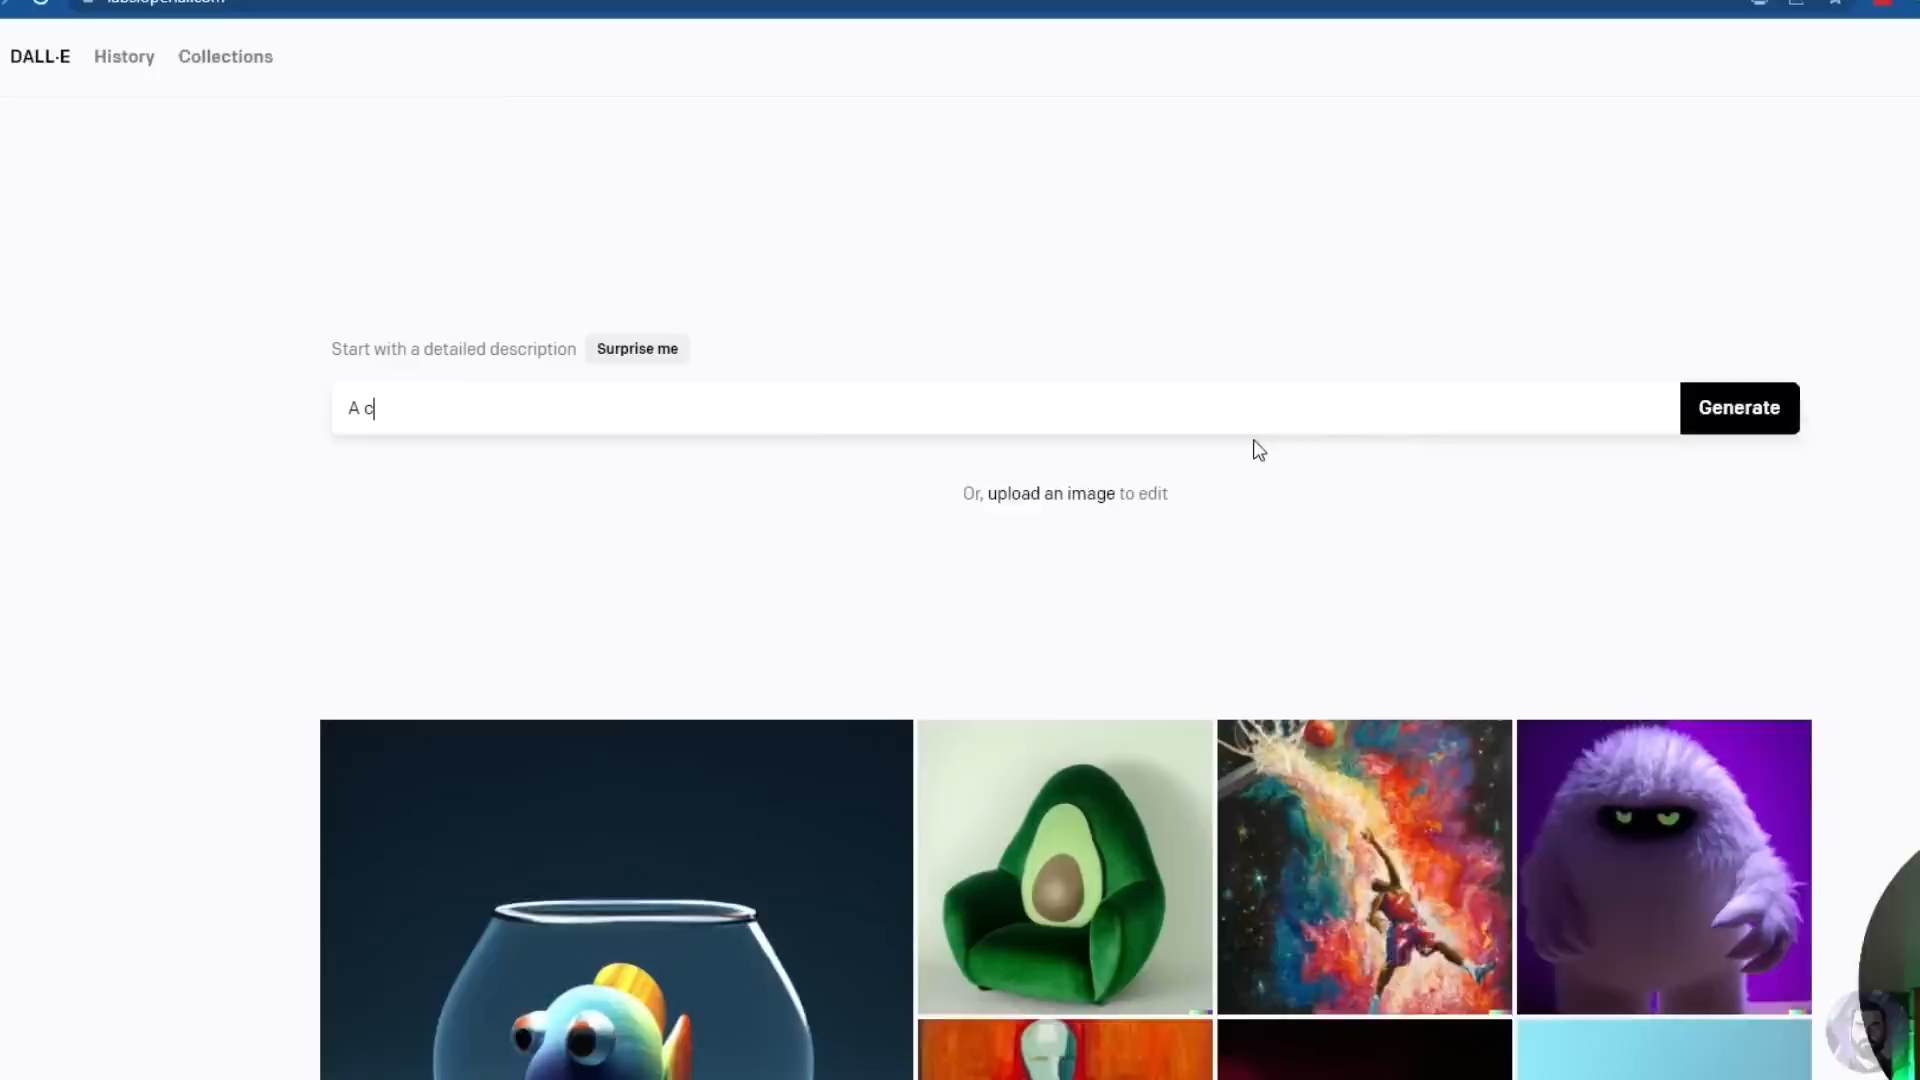 DALL·E History Collections
Start with a detailed description Surprise me
A c
Generate
Or, upload an image to edit